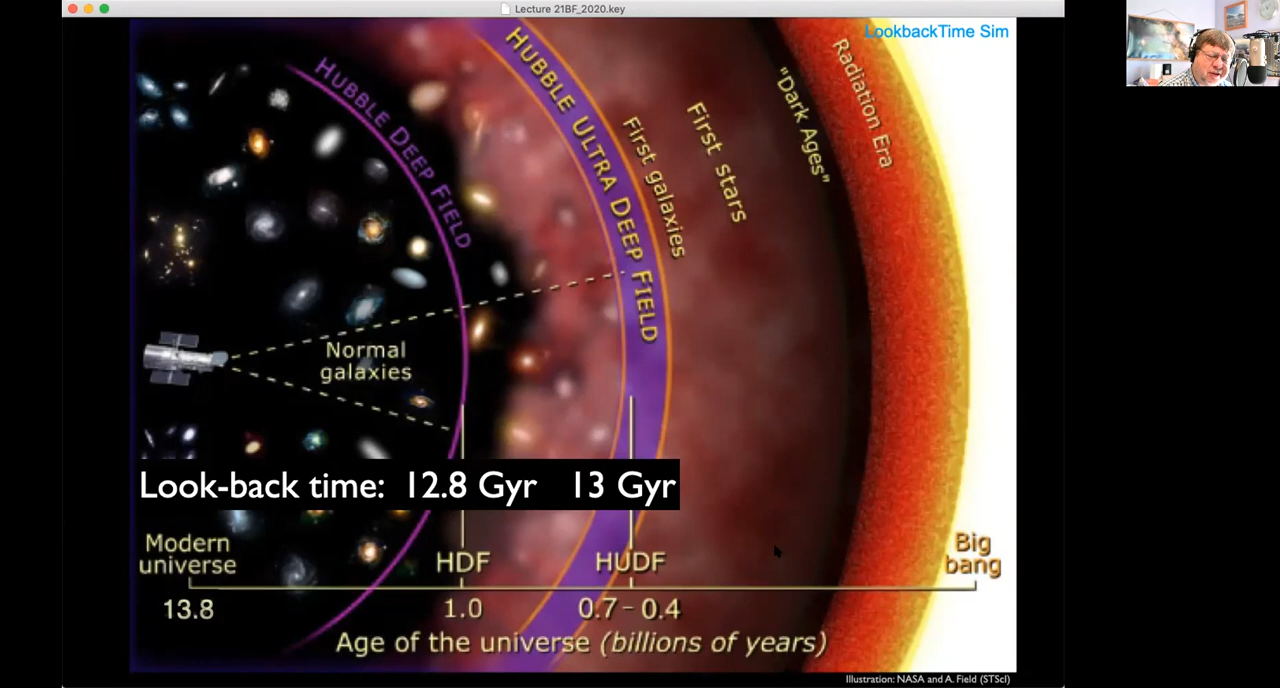 Lecture 21BF_2020.key
LookbackTime Sim
HUBBLE DEEP FIELD
HUBBLE ULTRA DEEP FIELD
First galaxies
First stars
"Dark Ages"
Radiation Era
Normal
galaxies
Look-back time: 12.8 Gyr 13 Gyr
Modern
universe
HDF
HUDF
Big
bang
13.8
1.0
0.7 - 0.4
Age of the universe (billions of years)
Illustration: NASA and A. Field (STScI)